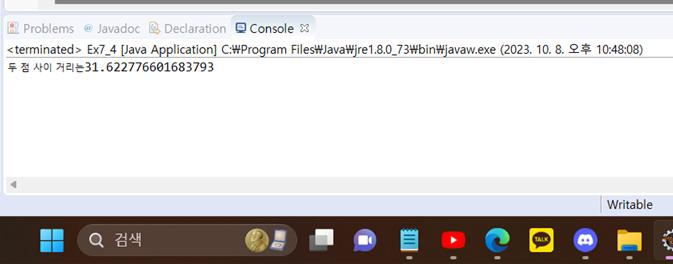 Problems Javadoc Declaration Console
<terminated> Ex7_4 [Java Application] C:₩Program Files₩Java₩jre1.8.0_73₩bin₩javaw.exe (2023. 10. 8. 오후 10:48:08)
두 점 사이 거리는31.622776601683793
Writable
검색
TALK